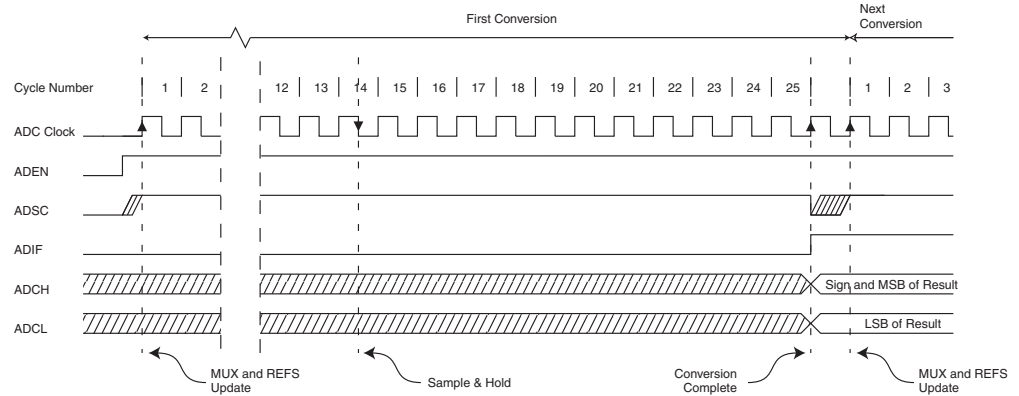 First Conversion
Next
Conversion
Cycle Number 1 2 12 13 14 15 16 17 18 19 20 21 22 23 24 25 1 2 3
ADC Clock
ADEN
ADSC
ADIF
ADCH Sign and MSB of Result
ADCL LSB of Result
MUX and REFS
Update
Sample & Hold
Conversion
Complete
MUX and REFS
Update